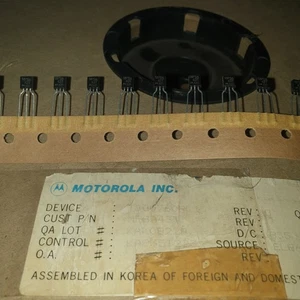 MOTOROLA INC.
DEVICE :
CUST P/N : REV :
QA LOT # : REV :
CONTROL # : D/C :
O.A. # : SOURCE
REV
ASSEMBLED IN KOREA OF FOREIGN AND DOMEST